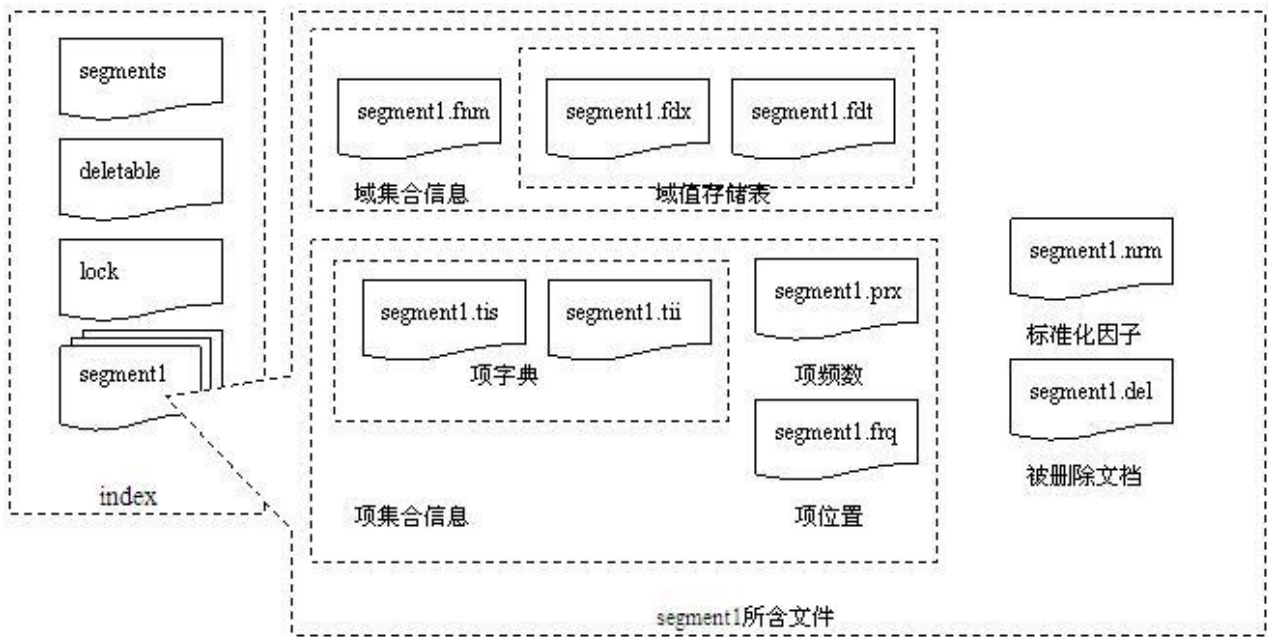 segments
deletable
lock
segment1
index
segment1.fnm
域集合信息
segment1.fdx
segment1.fdt
域值存储表
segment1.tis
segment1.tii
项字典
segment1.prx
项频数
segment1.frq
项位置
项集合信息
segment1.nrm
标准化因子
segment1.del
被删除文档
segment1所含文件